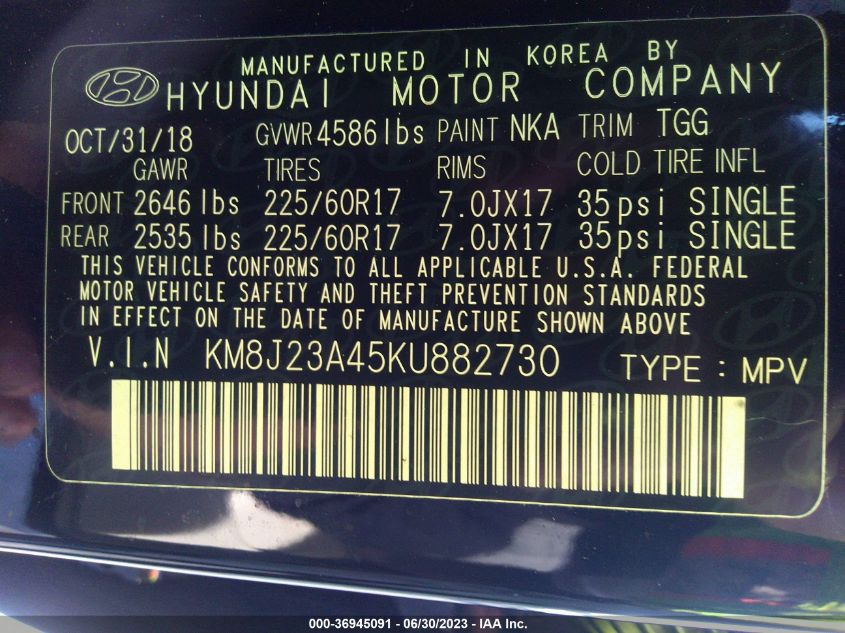 MANUFACTURED IN KOREA BY
HYUNDAI MOTOR COMPANY
OCT/31/18 GVWR 4586 lbs PAINT NKA TRIM TGG
GAWR TIRES RIMS COLD TIRE INFL
FRONT 2646 lbs 225/60R17 7.0JX17 35psi SINGLE
REAR 2535 lbs 225/60R17 7.0JX17 35psi SINGLE
THIS VEHICLE CONFORMS TO ALL APPLICABLE U.S.A. FEDERAL
MOTOR VEHICLE SAFETY AND THEFT PREVENTION STANDARDS
IN EFFECT ON THE DATE OF MANUFACTURE SHOWN ABOVE
V.I.N KM8J23A45KU882730 TYPE : MPV
000-36945091 - 06/30/2023 - IAA Inc.